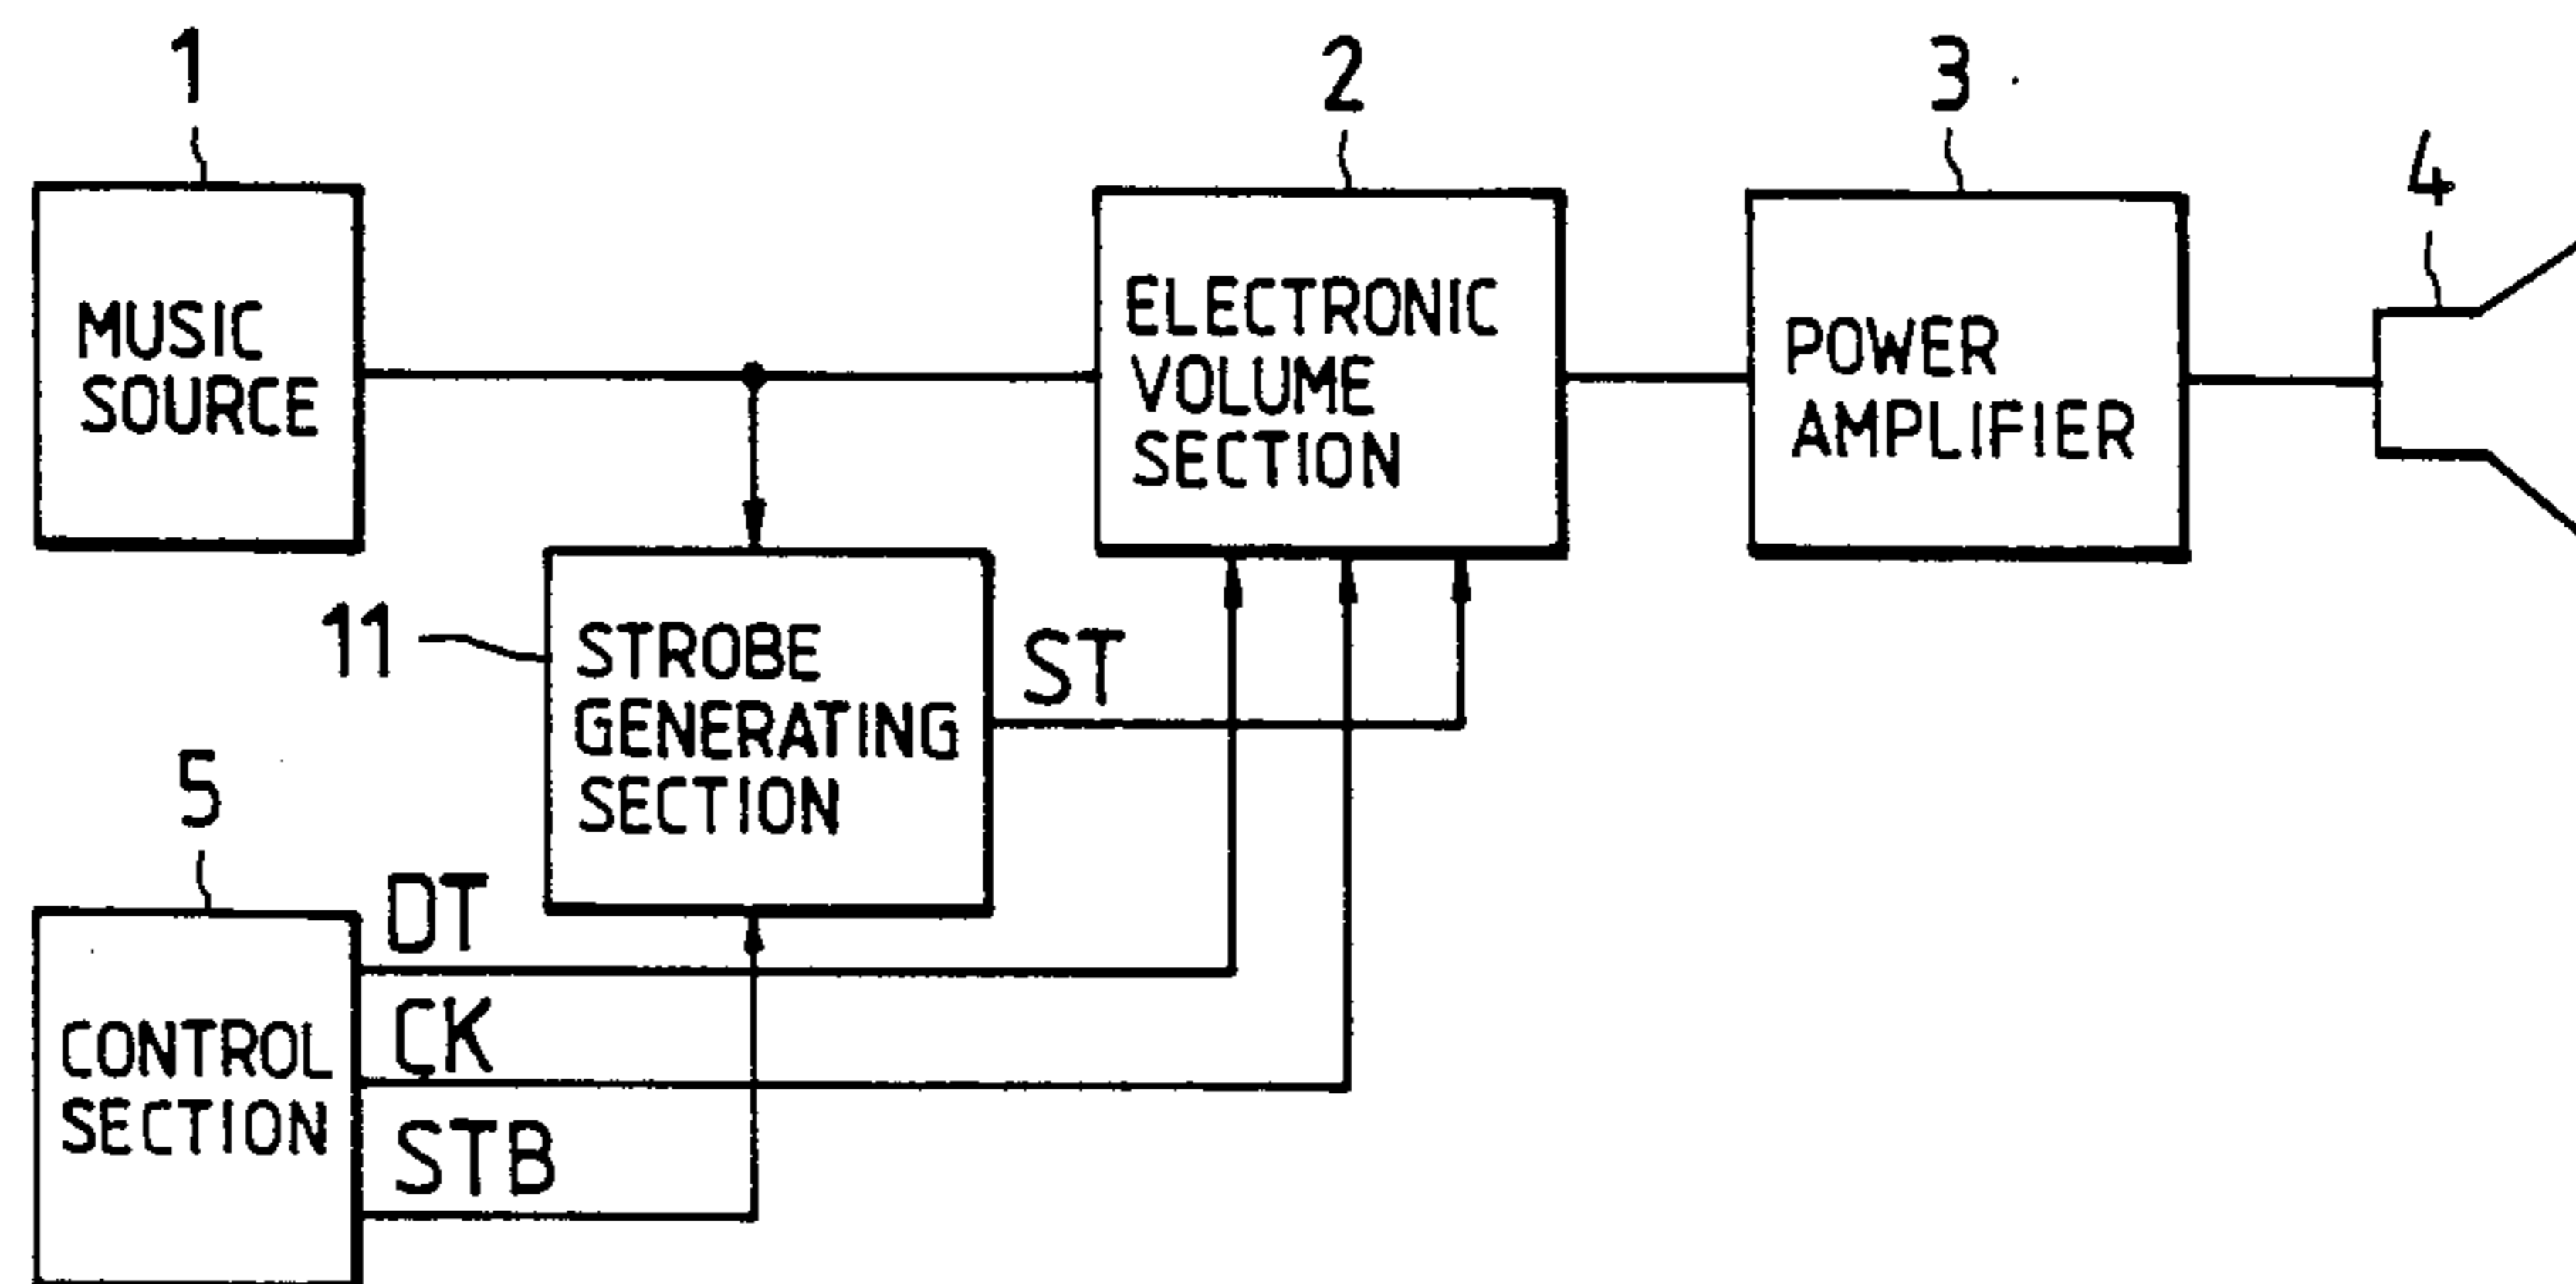 1
2
3
4
MUSIC
SOURCE
ELECTRONIC
VOLUME
SECTION
POWER
AMPLIFIER
11
STROBE
GENERATING
SECTION
ST
5
CONTROL
SECTION
DT
CK
STB